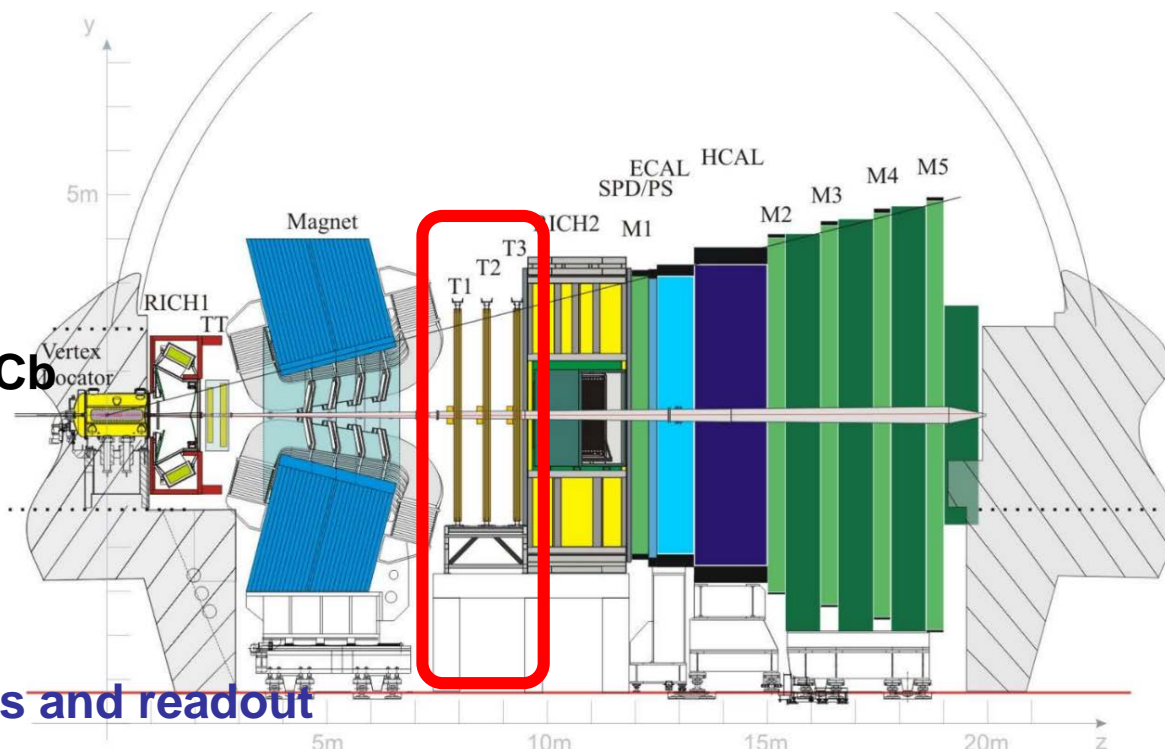 y
5m
Magnet
RICH1
TT
Vertex
Locator
Cb
T1
T2
T3
RICH2
M1
SPD/PS
ECAL
HCAL
M2
M3
M4
M5
s and readout
5m
10m
15m
20m
z